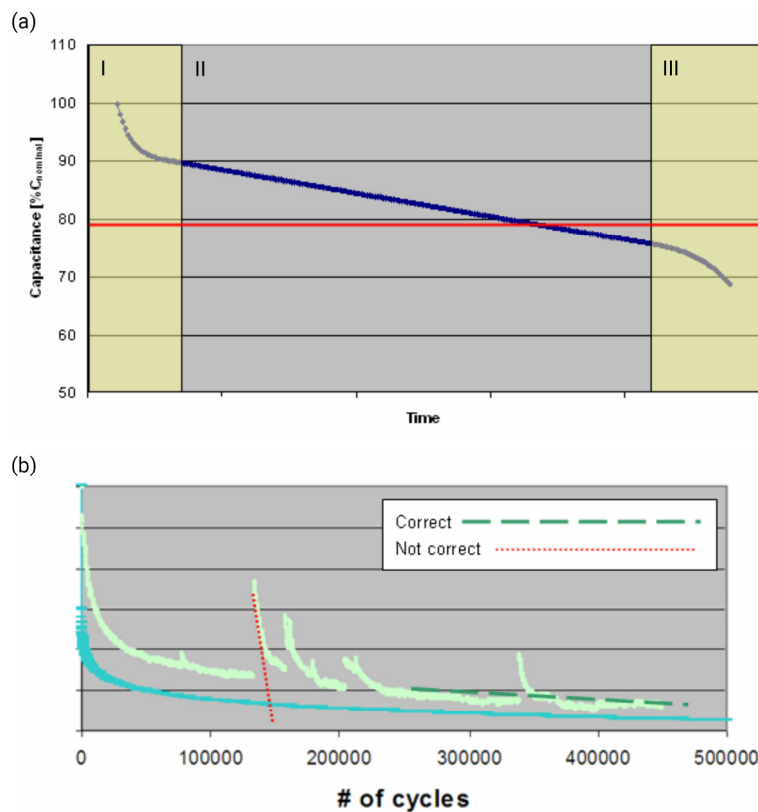 (a)
110
100
90
80
70
60
50
Capacitance [%Cnominal]
I
II
III
Time
(b)
Correct
Not correct
0
100000
200000
300000
400000
500000
# of cycles